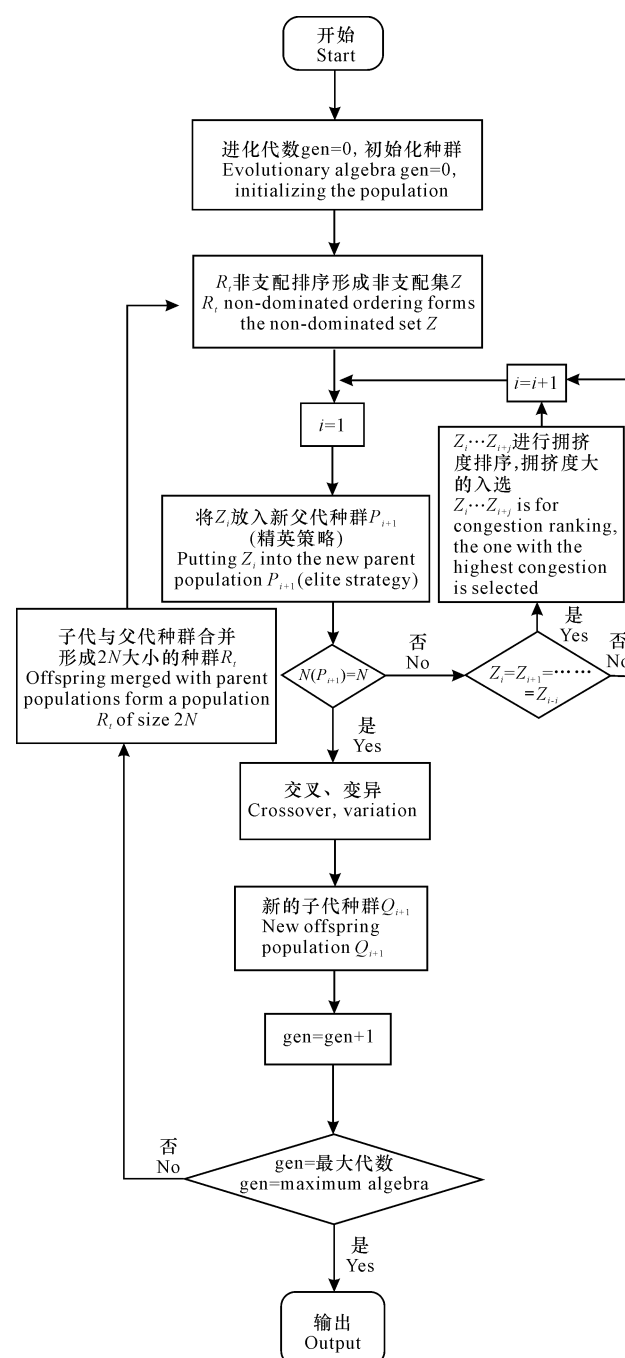 开始
Start
进化代数gen=0, 初始化种群
Evolutionary algebra gen=0,
initializing the population
Rt非支配排序形成非支配集Z
Rt non-dominated ordering forms
the non-dominated set Z
i=i+1
i=1
Zi…Zi+j进行拥挤
度排序,拥挤度大
的入选
Zi…Zi+j is for
congestion ranking,
the one with the
highest congestion
is selected
将Zi放入新父代种群Pi+1
(精英策略)
Putting Zi into the new parent
population Pi+1(elite strategy)
子代与父代种群合并
形成2N大小的种群Rt
Offspring merged with parent
populations form a population
Rt of size 2N
是
Yes
否
No
否
No
N(Pi+1)=N
Zi=Zi+1=……
=Zi-i
是
Yes
交叉、变异
Crossover, variation
新的子代种群Qi+1
New offspring
population Qi+1
gen=gen+1
否
No
gen=最大代数
gen=maximum algebra
是
Yes
输出
Output